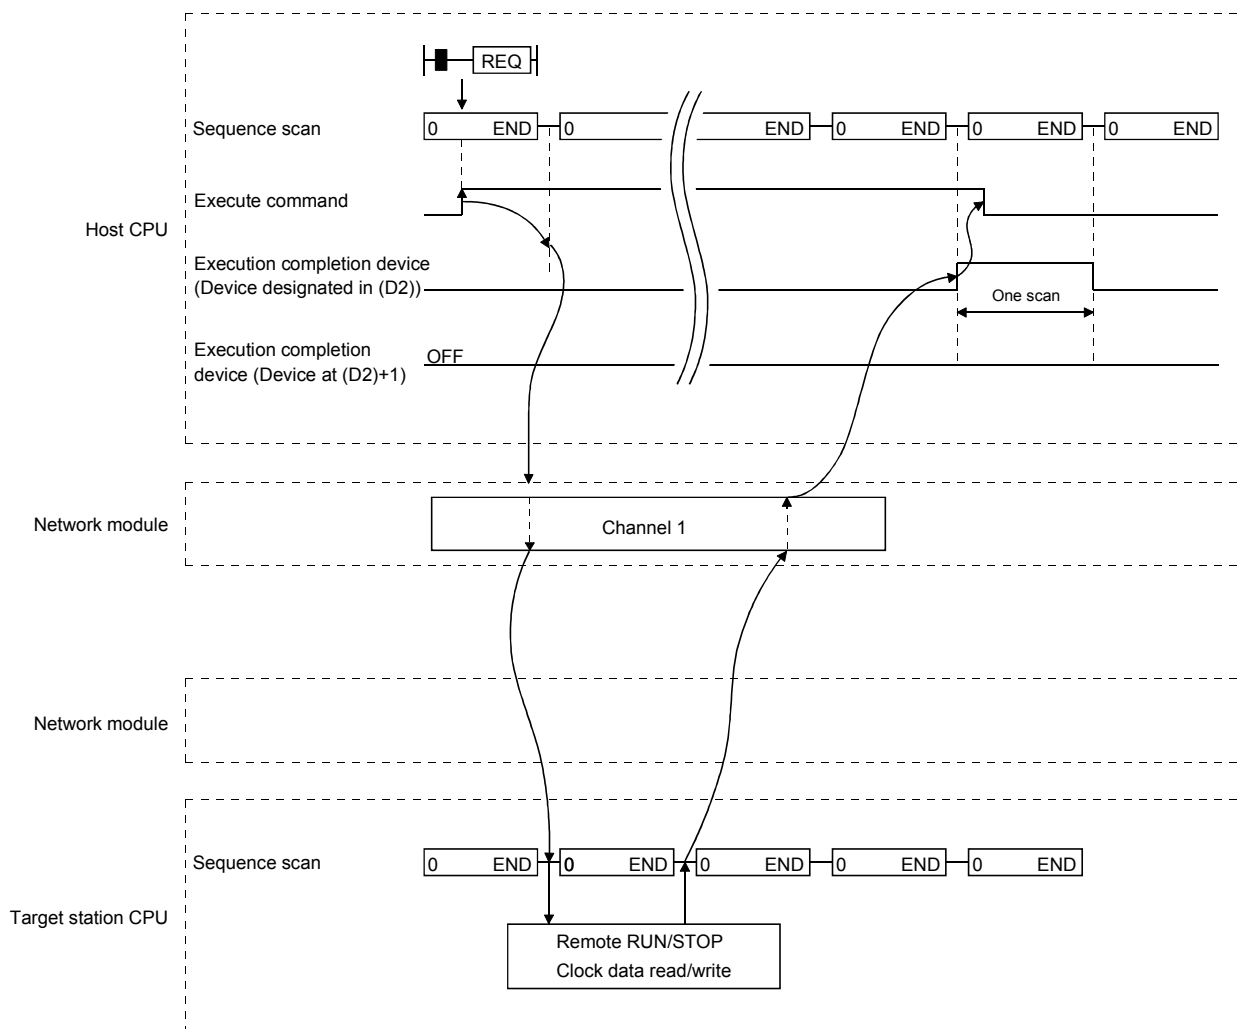 REQ
Sequence scan
0 END 0 END 0 END 0 END 0 END
Execute command
Host CPU
Execution completion device
(Device designated in (D2))
One scan
Execution completion
device (Device at (D2)+1)
OFF
Network module
Channel 1
Network module
Sequence scan
0 END 0 END 0 END 0 END 0 END
Target station CPU
Remote RUN/STOP
Clock data read/write